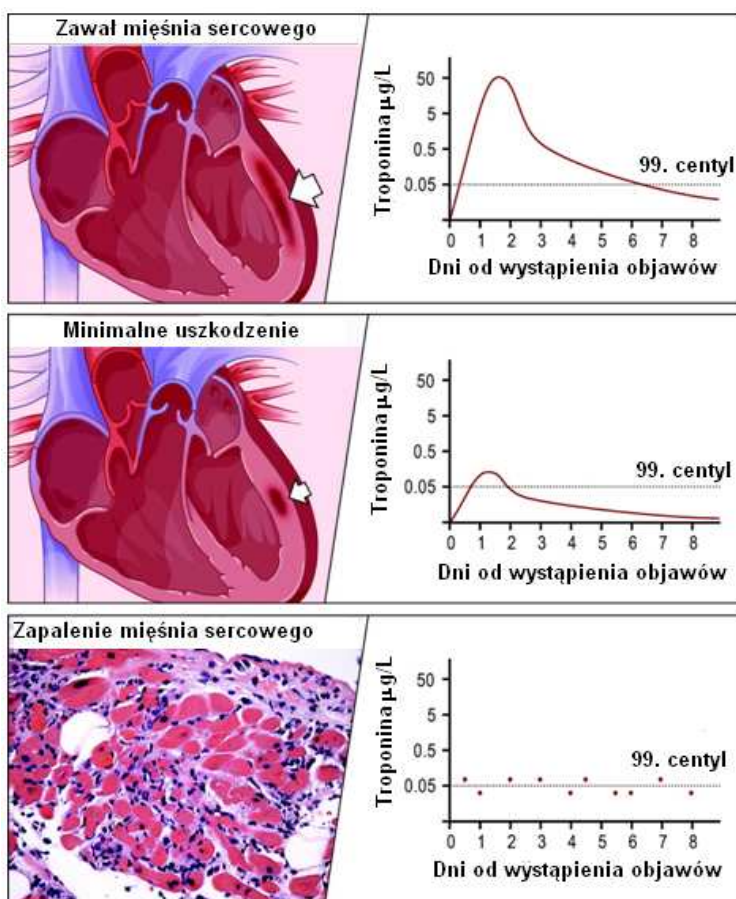 Zawał mięśnia sercowego
50
5
0.5
0.05
Troponina µg/L
99. centyl
0 1 2 3 4 5 6 7 8
Dni od wystąpienia objawów
Minimalne uszkodzenie
50
5
0.5
0.05
Troponina µg/L
99. centyl
0 1 2 3 4 5 6 7 8
Dni od wystąpienia objawów
Zapalenie mięśnia sercowego
50
5
0.5
0.05
Troponina µg/L
99. centyl
0 1 2 3 4 5 6 7 8
Dni od wystąpienia objawów